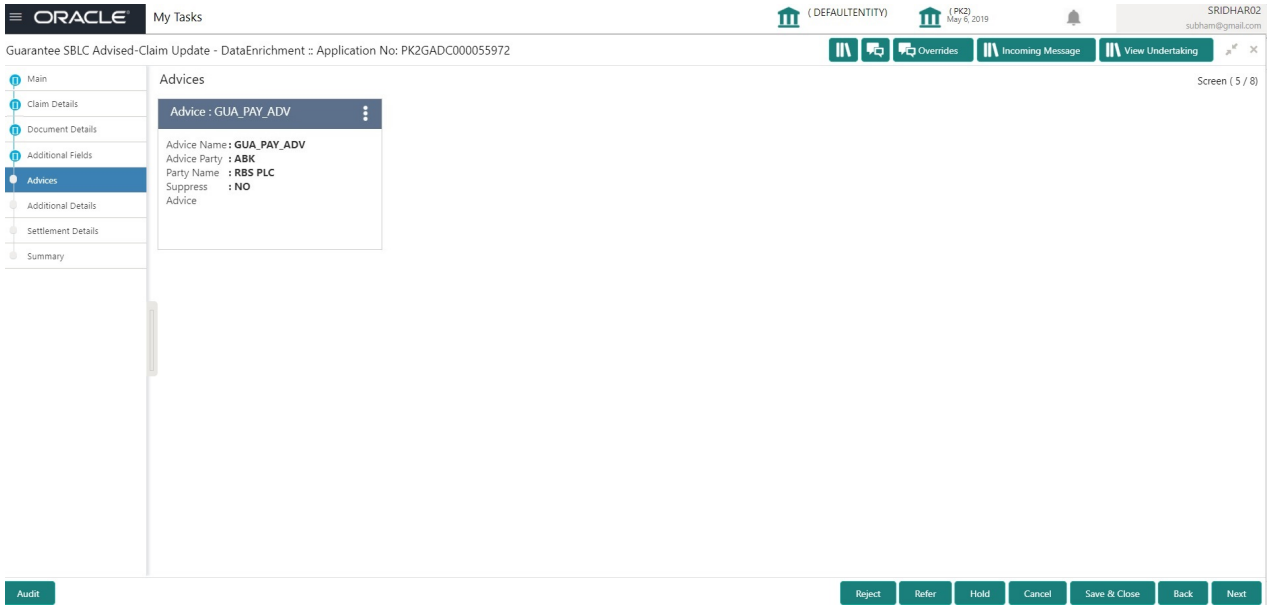 ORACLE My Tasks ( DEFAULTENTITY) ( PK2) SRIDHAR02
May 6, 2019 subham@gmail.com
Guarantee SBLC Advised-Claim Update - DataEnrichment :: Application No: PK2GADC000055972 Overrides Incoming Message View Undertaking
Main
Claim Details
Document Details
Additional Fields
Advices
Additional Details
Settlement Details
Summary
Advices Screen ( 5 / 8)
Advice : GUA_PAY_ADV
Advice Name : GUA_PAY_ADV
Advice Party : ABK
Party Name : RBS PLC
Suppress : NO
Advice
Audit Reject Refer Hold Cancel Save & Close Back Next